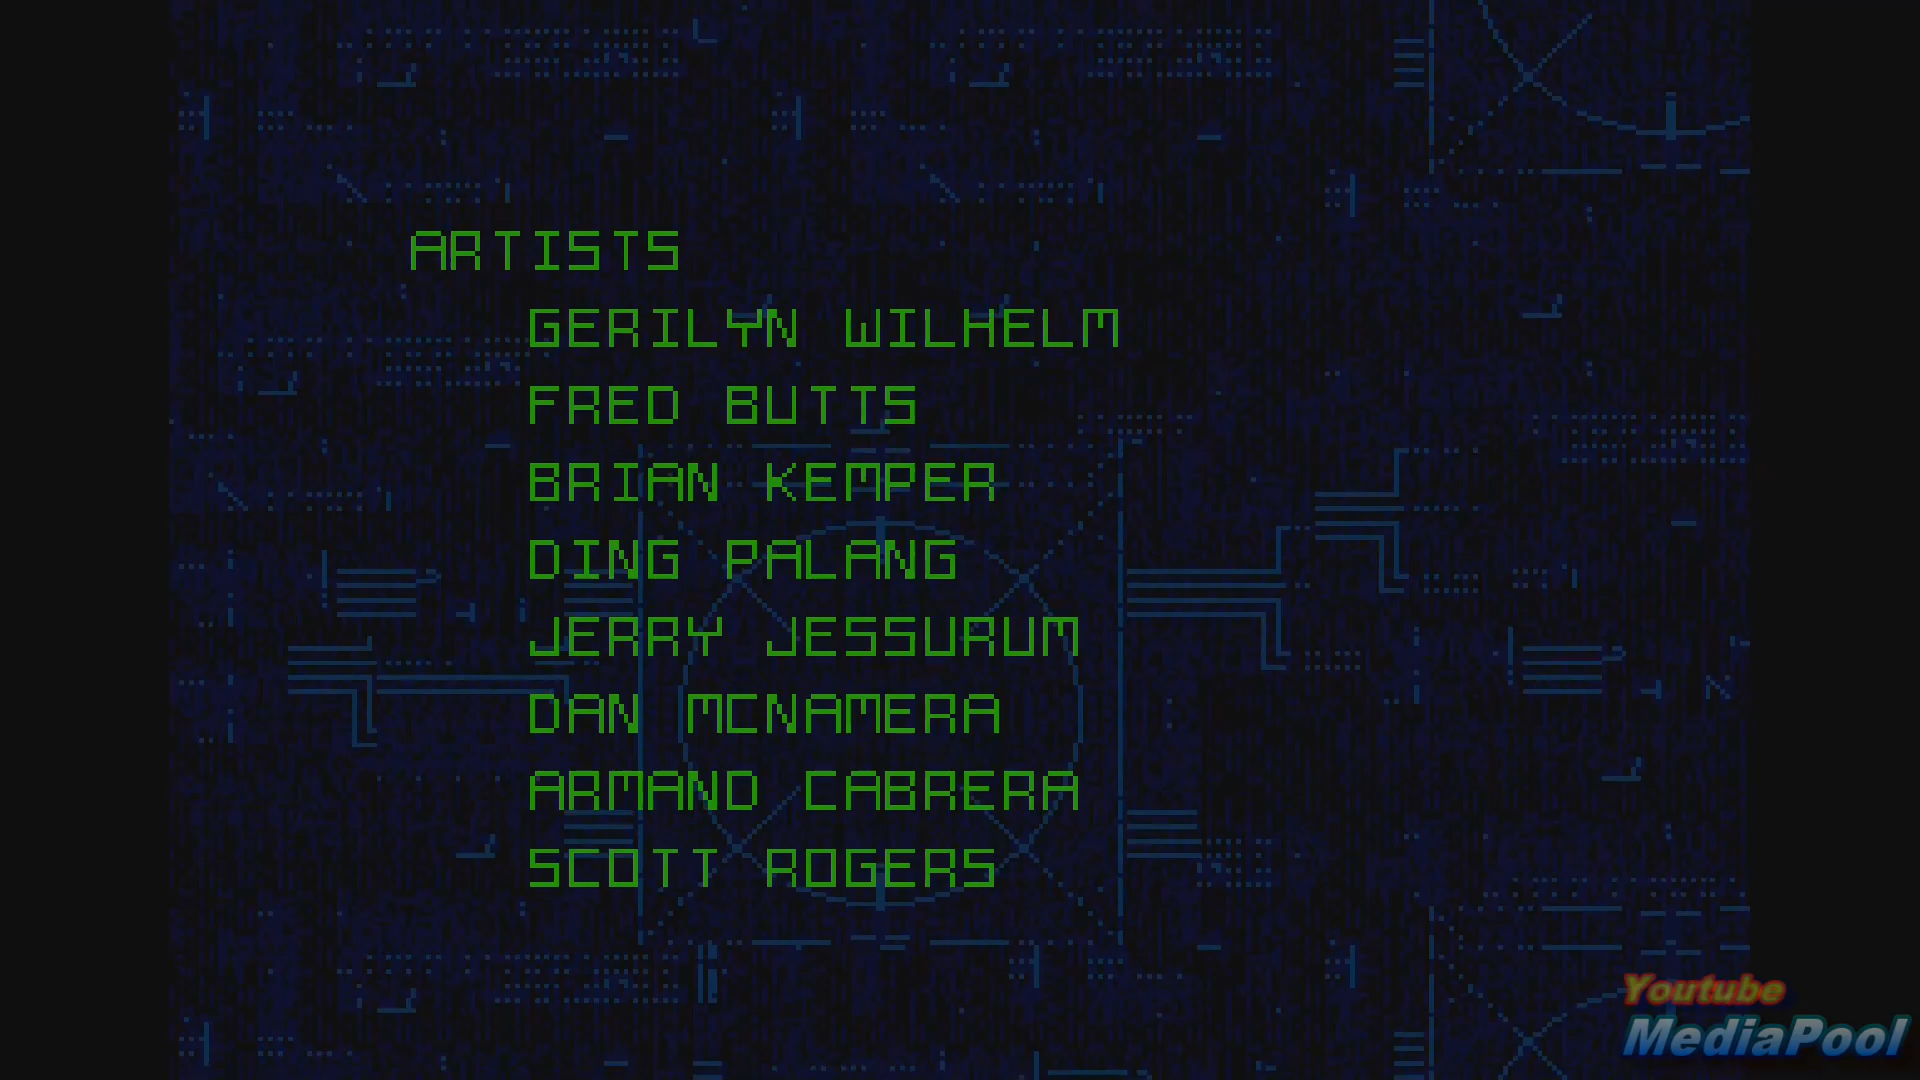 ARTISTS
GERILYN WILHELM
FRED BUTTS
BRIAN KEMPER
DING PALANG
JERRY JESSURUM
DAN MCNAMERA
ARMAND CABRERA
SCOTT ROGERS
Youtube
MediaPool